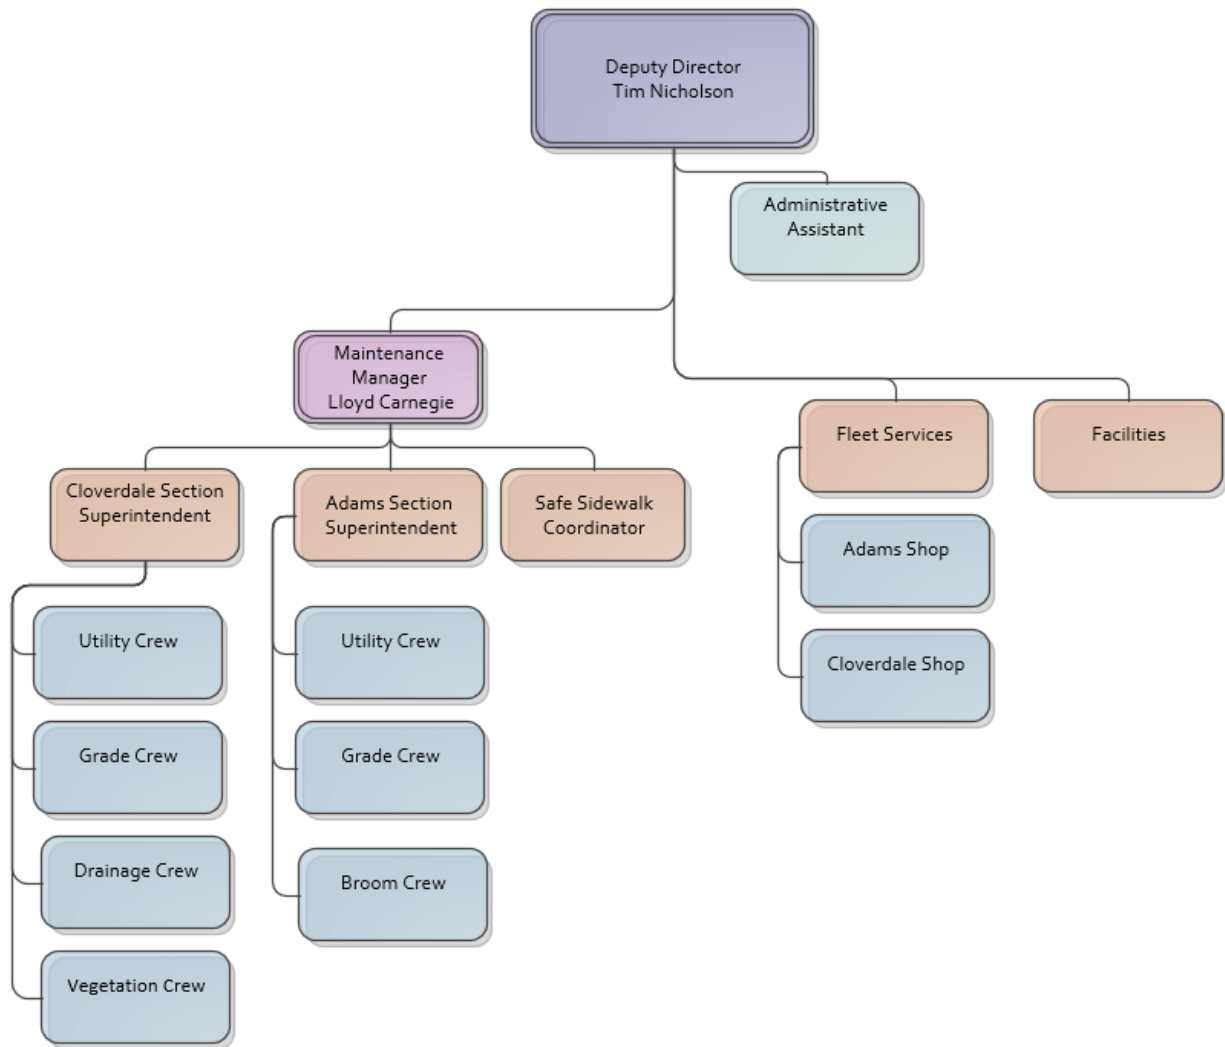 Deputy Director
Tim Nicholson
Administrative
Assistant
Maintenance
Manager
Lloyd Carnegie
Fleet Services
Facilities
Cloverdale Section
Superintendent
Adams Section
Superintendent
Safe Sidewalk
Coordinator
Adams Shop
Cloverdale Shop
Utility Crew
Utility Crew
Grade Crew
Grade Crew
Drainage Crew
Broom Crew
Vegetation Crew